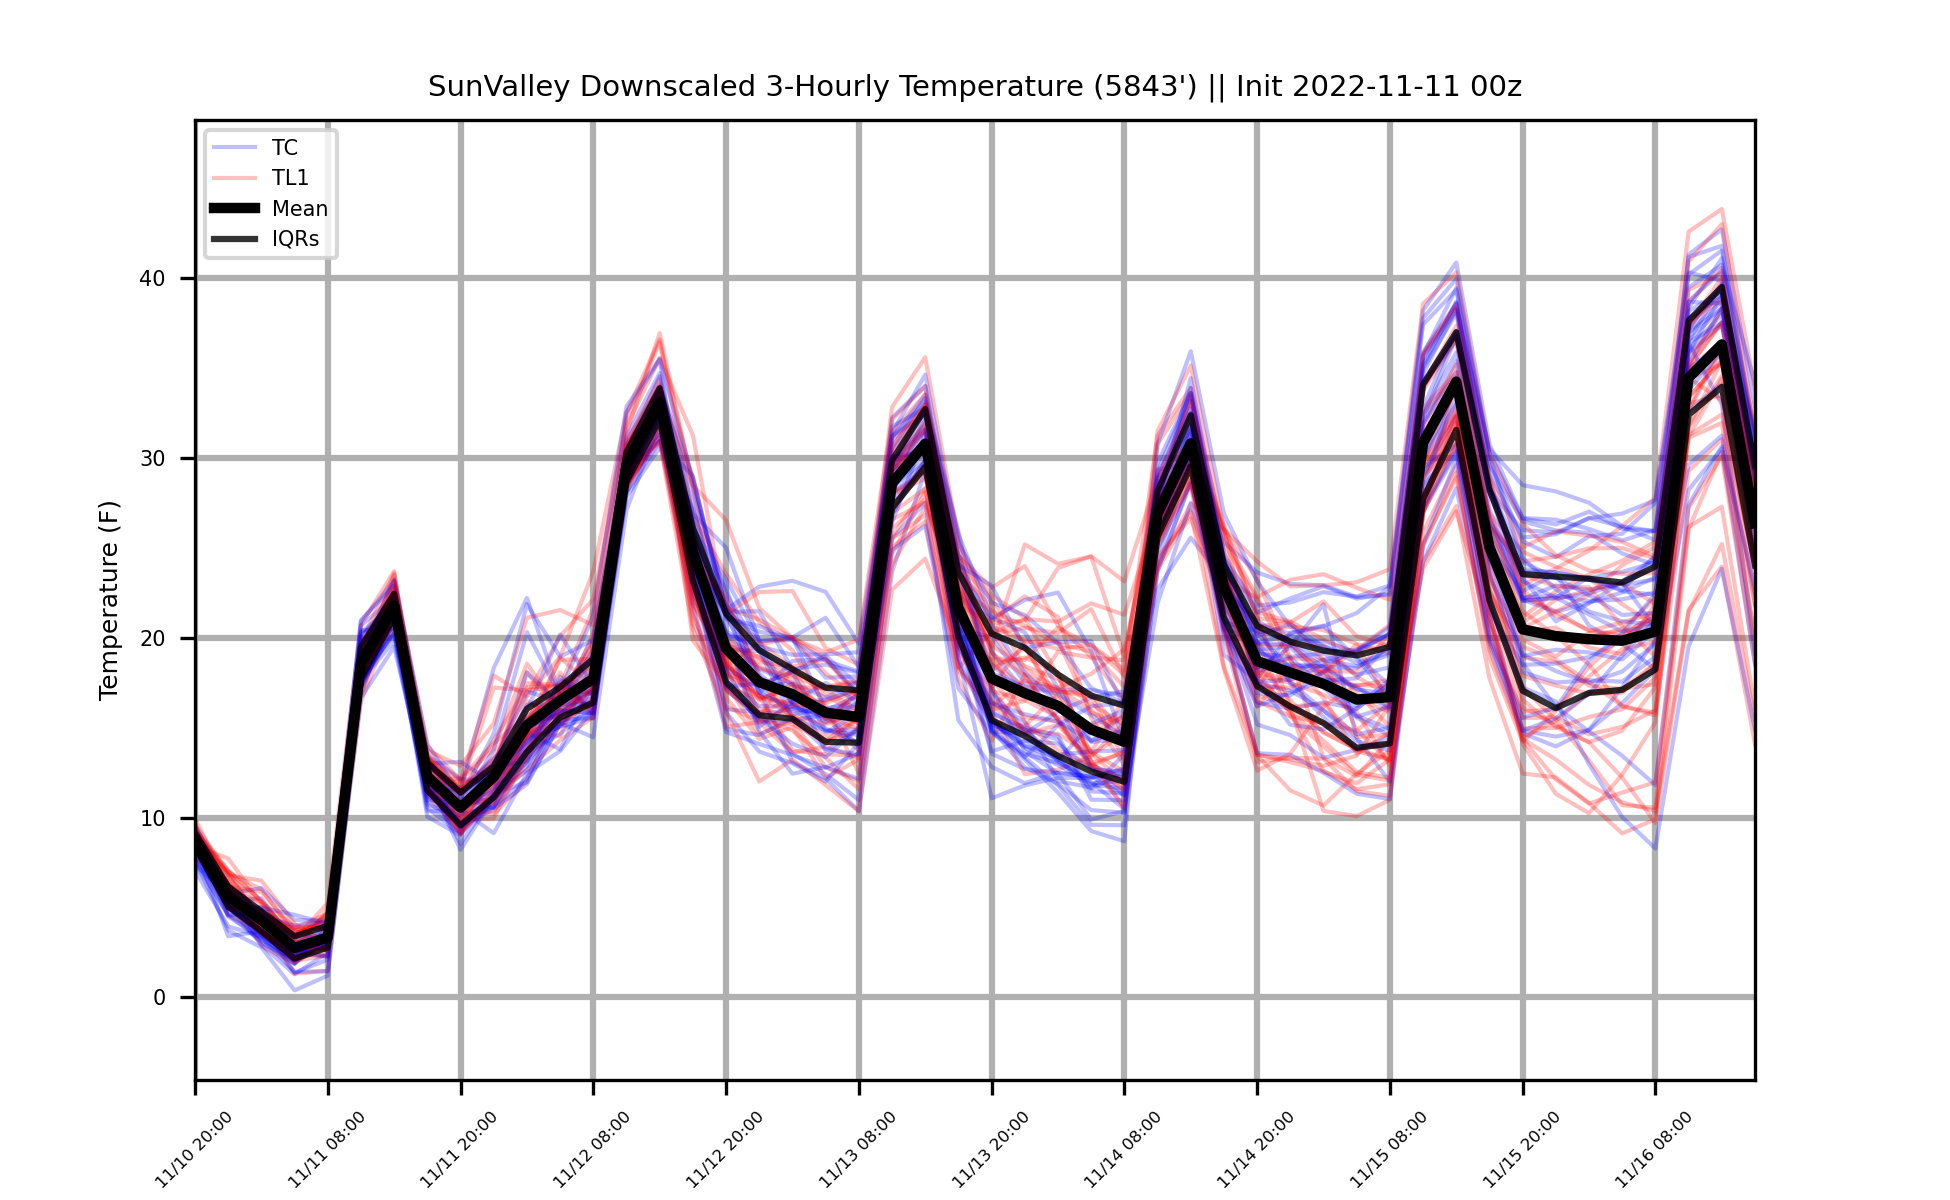 SunValley Downscaled 3-Hourly Temperature (5843') || Init 2022-11-11 00z
TC
TL1
Mean
IQRs
Temperature (F)
40
30
20
10
0
11/10 20:00
11/11 08:00
11/11 20:00
11/12 08:00
11/12 20:00
11/13 08:00
11/13 20:00
11/14 08:00
11/14 20:00
11/15 08:00
11/15 20:00
11/16 08:00